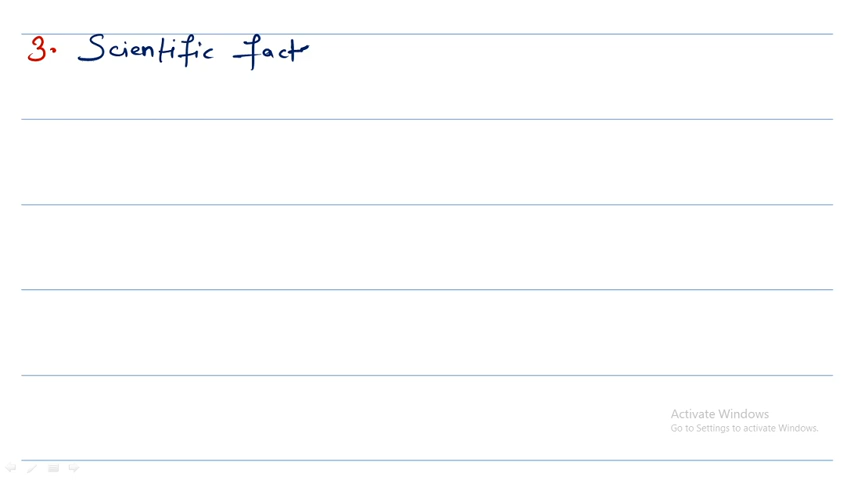 3. Scientific fact
Activate Windows
Go to Settings to activate Windows.